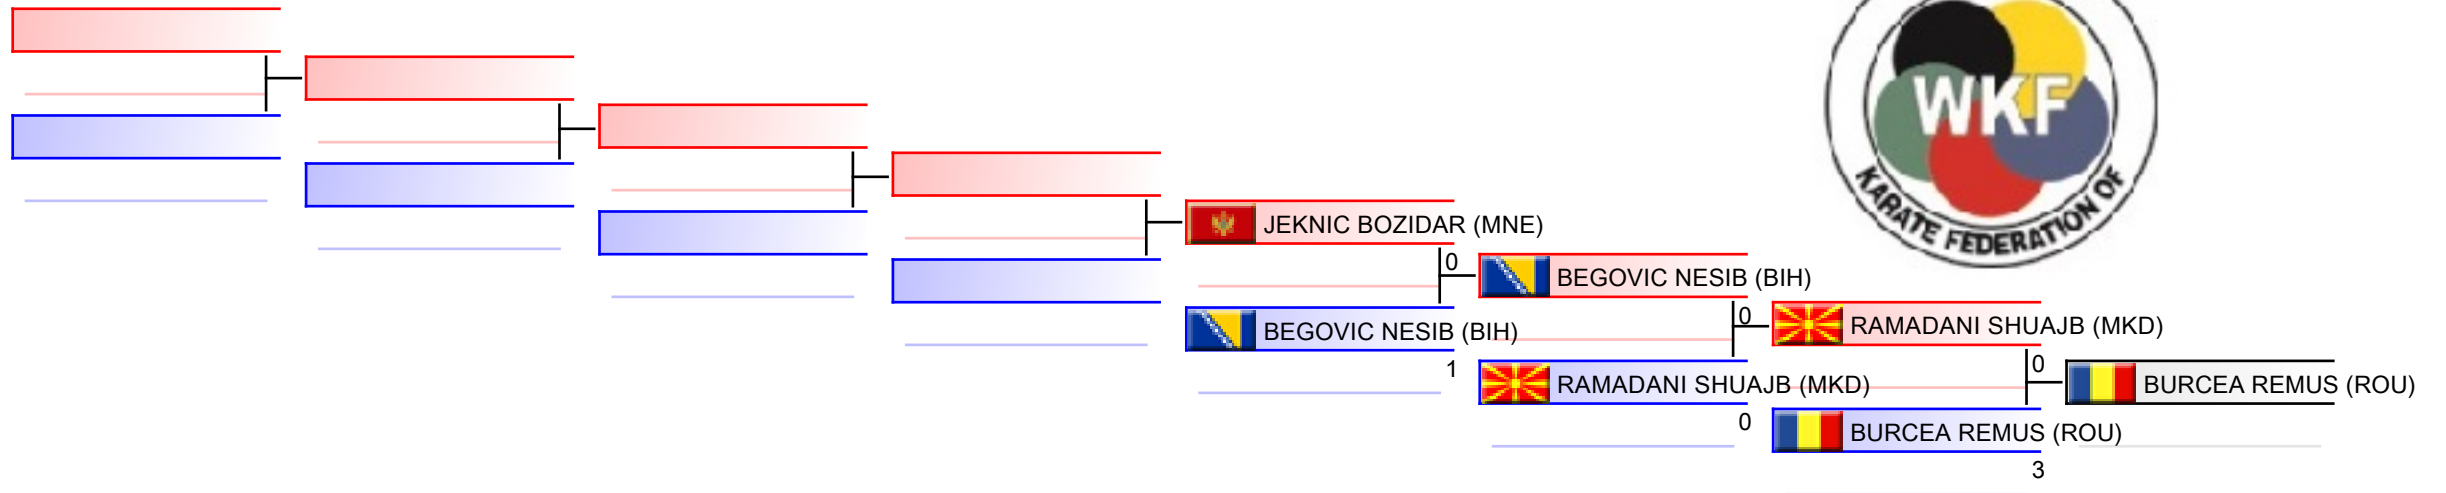 WKF
KARATE FEDERATION OF
JEKNIC BOZIDAR (MNE)
0
BEGOVIC NESIB (BIH)
BEGOVIC NESIB (BIH)
1
0
RAMADANI SHUAJB (MKD)
RAMADANI SHUAJB (MKD)
0
0
BURCEA REMUS (ROU)
BURCEA REMUS (ROU)
3